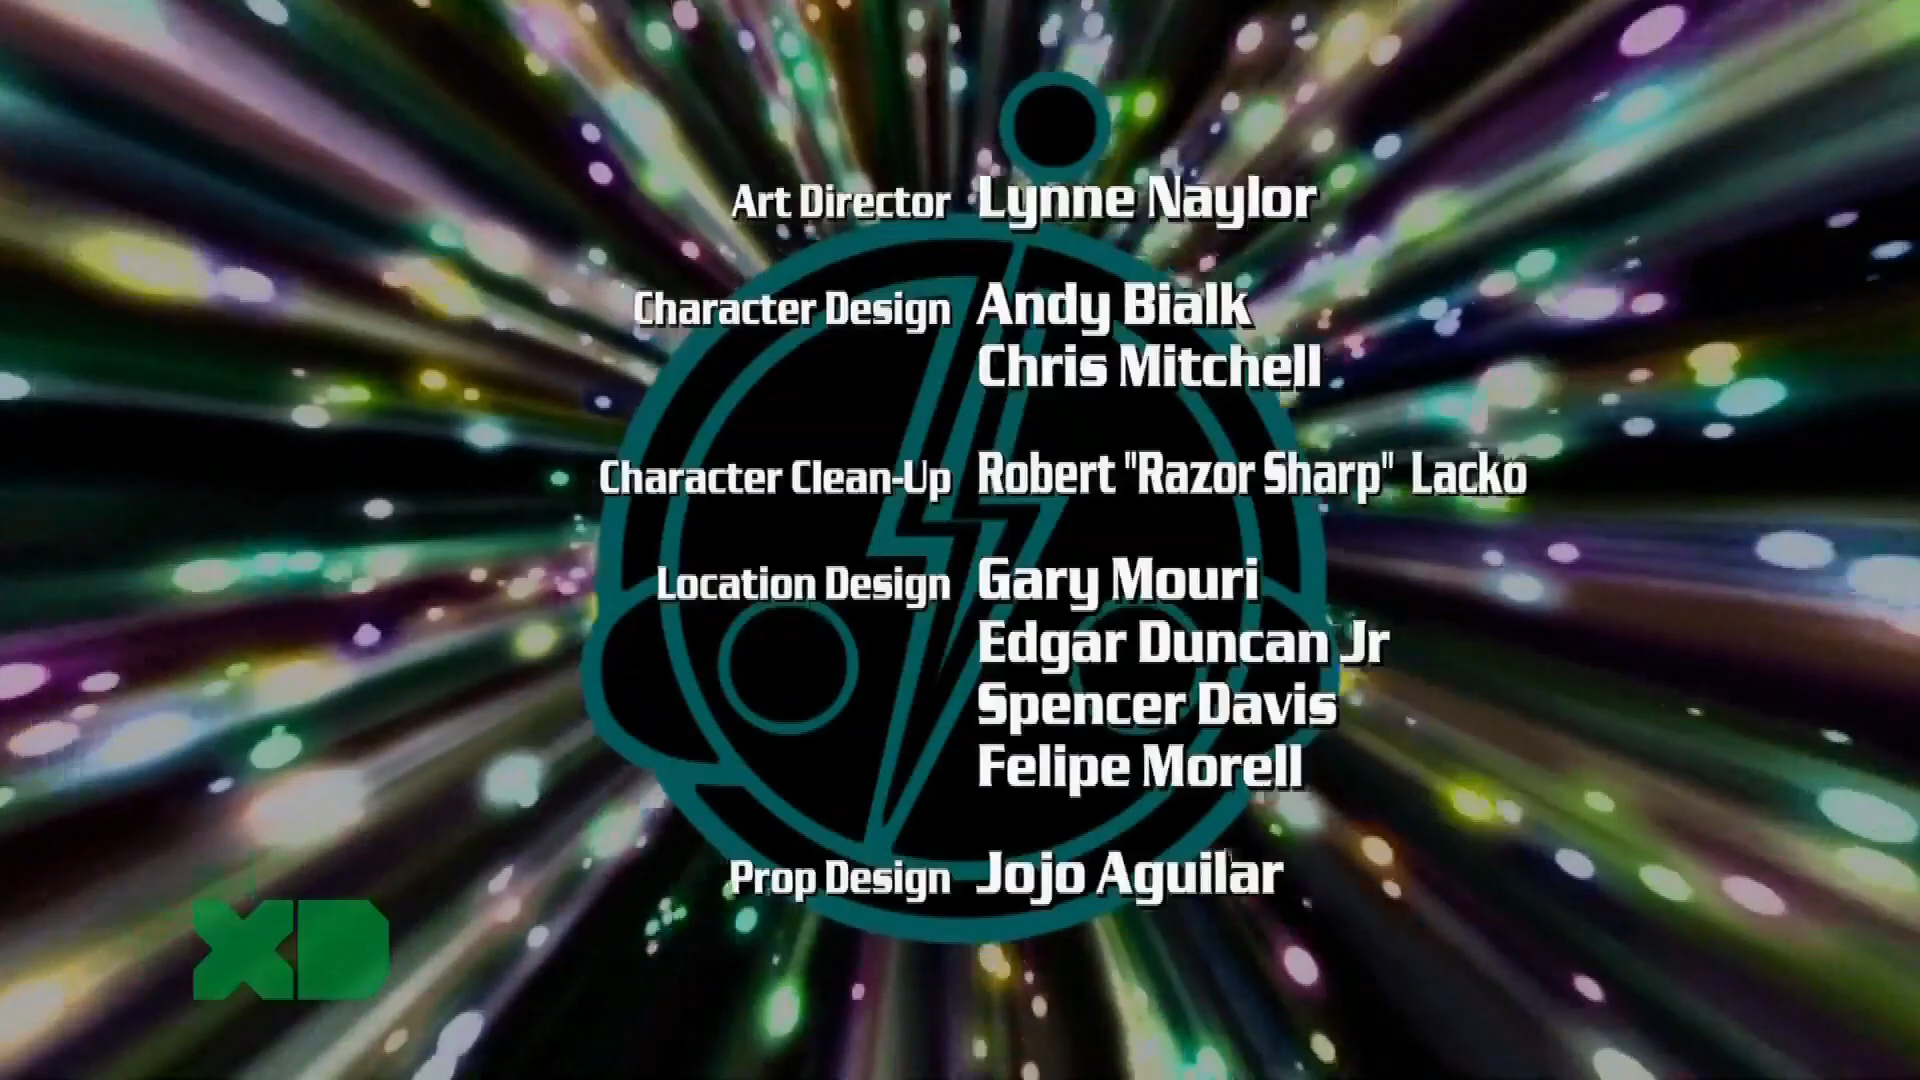 Art Director Lynne Naylor
Character Design Andy Bialk
Chris Mitchell
Character Clean-Up Robert "Razor Sharp" Lacko
Location Design Gary Mouri
Edgar Duncan Jr
Spencer Davis
Felipe Morell
Prop Design Jojo Aguilar
XD